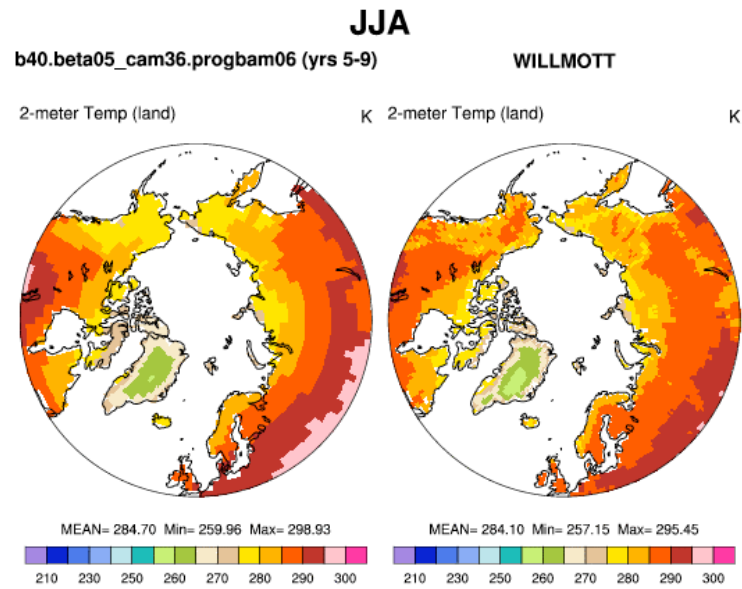 JJA
b40.beta05_cam36.progbam06 (yrs 5-9)
WILLMOTT
2-meter Temp (land) K
2-meter Temp (land) K
MEAN= 284.70 Min= 259.96 Max= 298.93
MEAN= 284.10 Min= 257.15 Max= 295.45
210 230 250 260 270 280 290 300
210 230 250 260 270 280 290 300